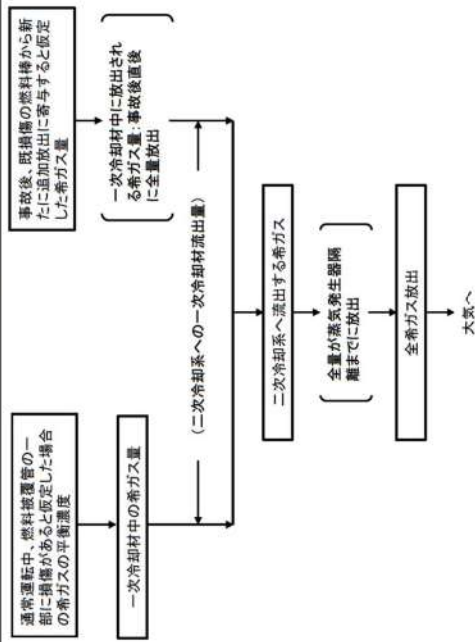 通常運転中、燃料被覆管の一
部に損傷があると仮定した場合
の希ガスの平衡濃度
一次冷却材中の希ガス量
事故後、既損傷の燃料棒から新
たに追加放出に寄与すると仮定
した希ガス量
一次冷却材中に放出され
る希ガス量:事故後直後
に全量放出
(二次冷却系への一次冷却材流出量)
二次冷却系へ流出する希ガス
全量が蒸気発生器隔
離までに放出
全希ガス放出
大気へ